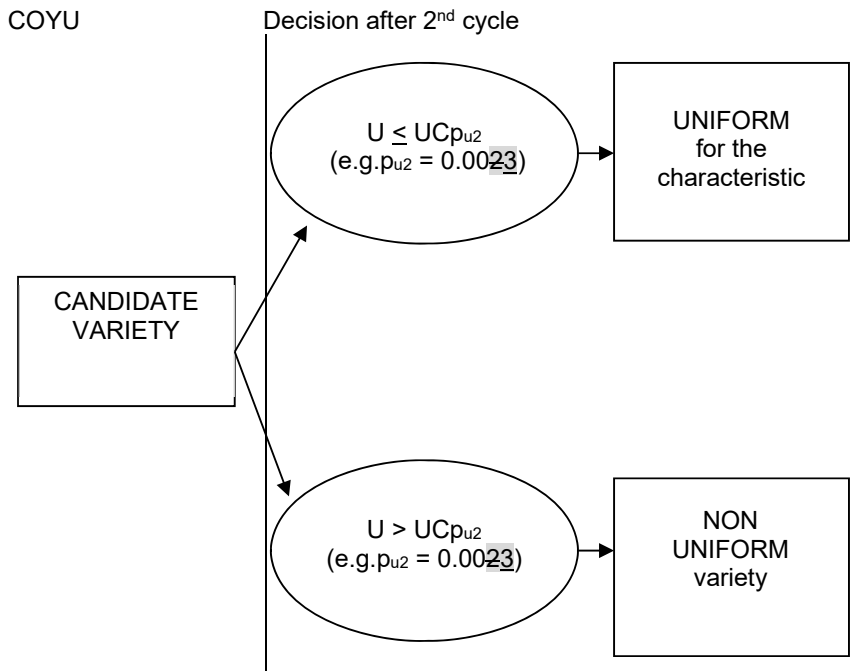 COYU
Decision after 2nd cycle
U ≤ UCpu2
(e.g.pu2 = 0.0023)
UNIFORM
for the
characteristic
CANDIDATE
VARIETY
U > UCpu2
(e.g.pu2 = 0.0023)
NON
UNIFORM
variety